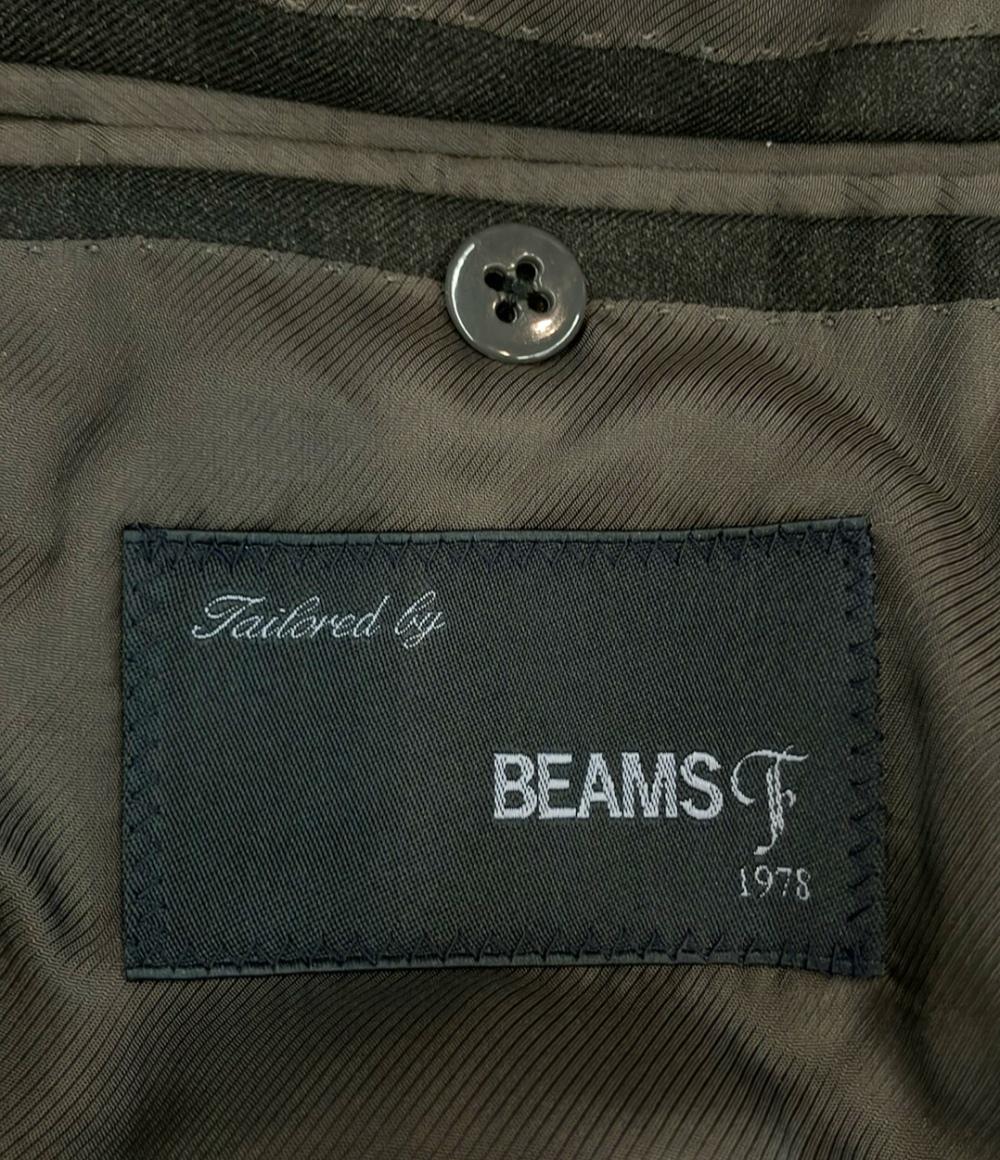 Tailored by
BEAMS F
1978